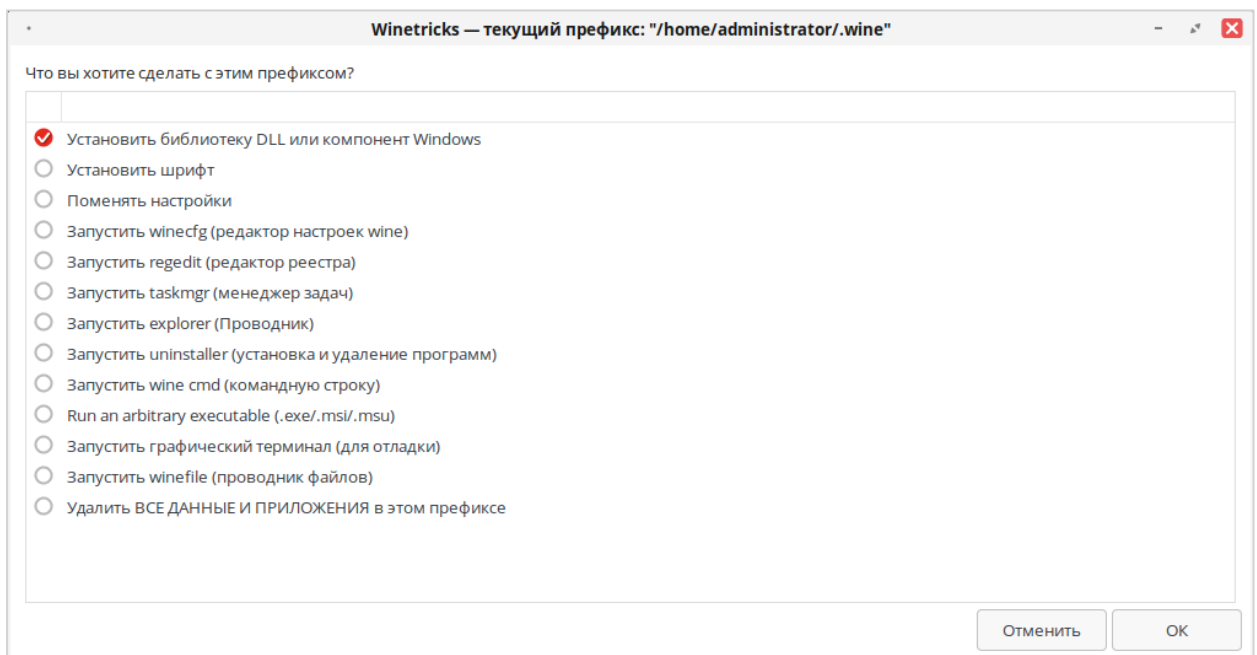 Winetricks — текущий префикс: "/home/administrator/.wine"
Что вы хотите сделать с этим префиксом?
Установить библиотеку DLL или компонент Windows
Установить шрифт
Поменять настройки
Запустить winecfg (редактор настроек wine)
Запустить regedit (редактор реестра)
Запустить taskmgr (менеджер задач)
Запустить explorer (Проводник)
Запустить uninstaller (установка и удаление программ)
Запустить wine cmd (командную строку)
Run an arbitrary executable (.exe/.msi/.msu)
Запустить графический терминал (для отладки)
Запустить winefile (проводник файлов)
Удалить ВСЕ ДАННЫЕ И ПРИЛОЖЕНИЯ в этом префиксе
Отменить
ОК